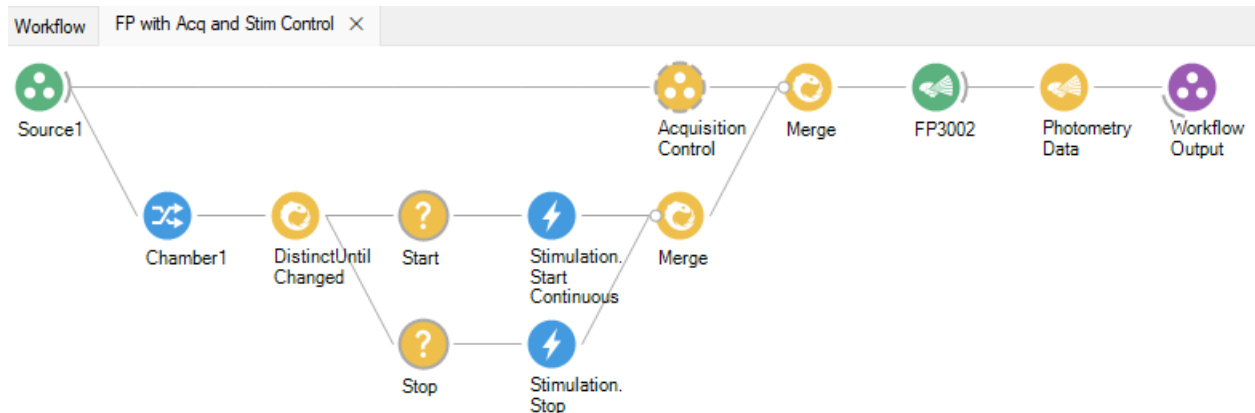 Workflow
FP with Acq and Stim Control
Source1
Acquisition
Control
Merge
FP3002
Photometry
Data
Workflow
Output
Chamber1
DistinctUntil
Changed
Start
Stimulation.
Start
Continuous
Merge
Stop
Stimulation.
Stop